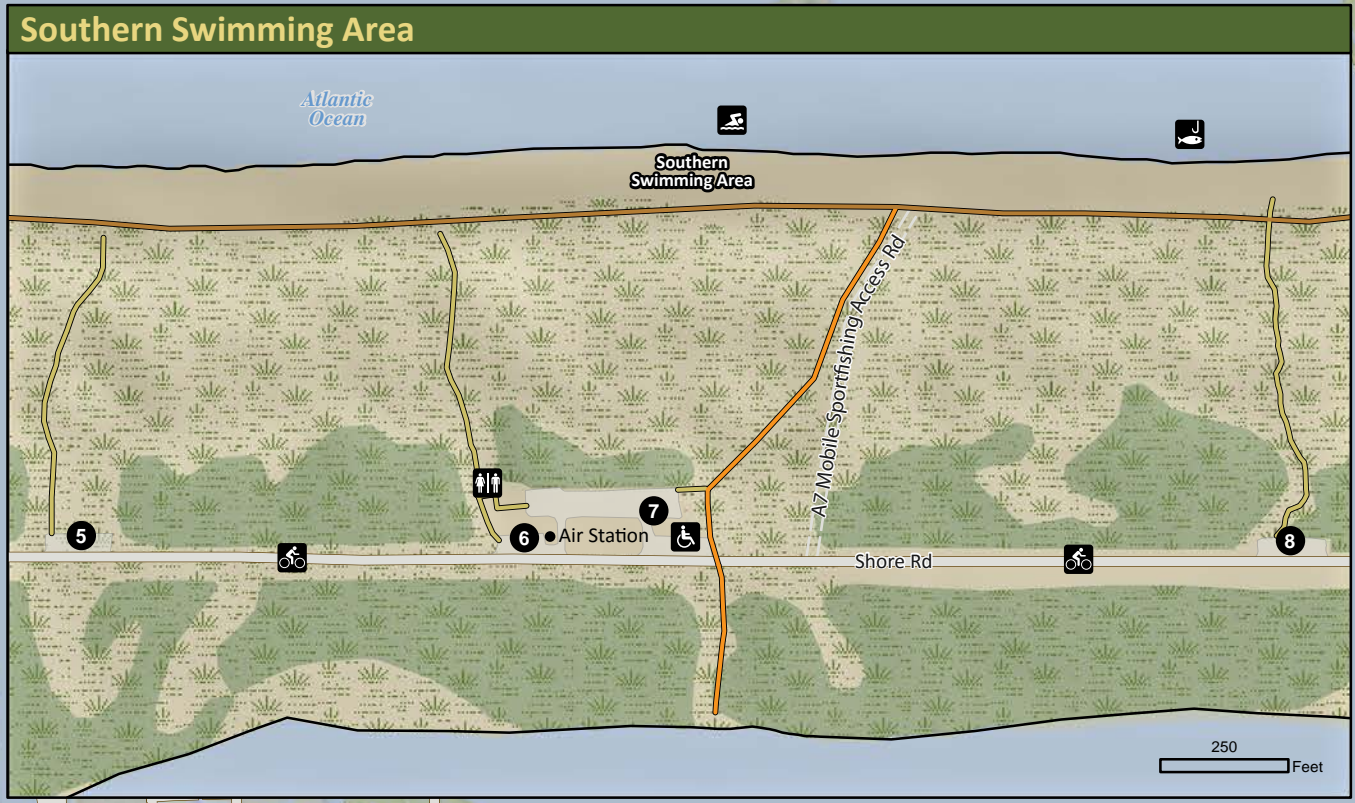 Southern Swimming Area
Atlantic
Ocean
Southern
Swimming Area
A7 Mobile Sportfishing Access Rd
5
6
Air Station
7
8
Shore Rd
250
Feet